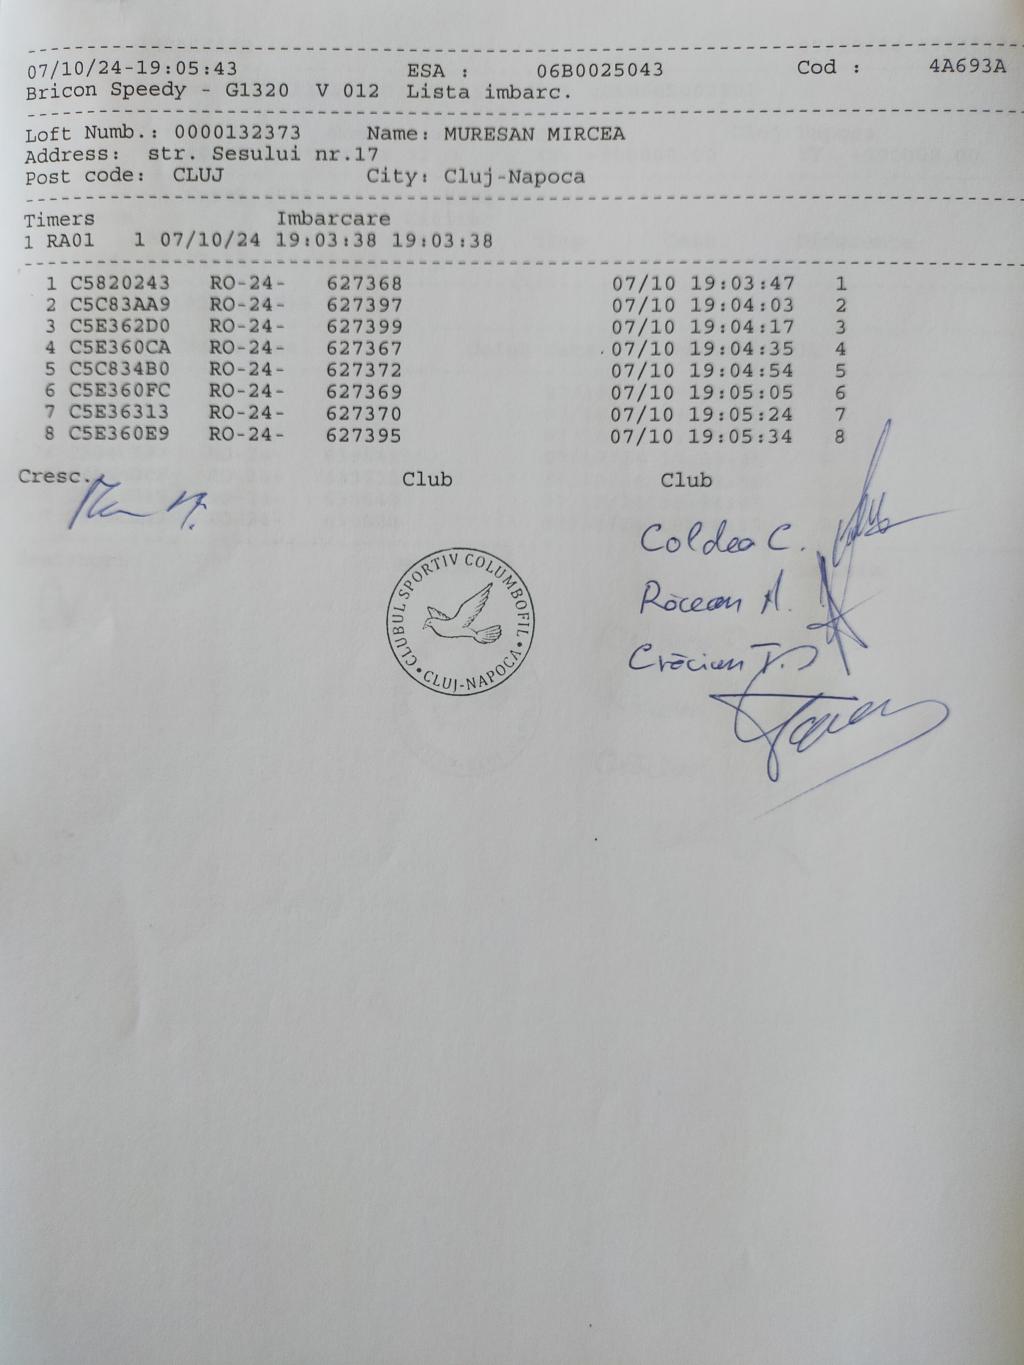 07/10/24-19:05:43 ESA : 06B0025043 Cod : 4A693A
Bricon Speedy - G1320 V 012 Lista imbarc.
Loft Numb.: 0000132373 Name: MURESAN MIRCEA
Address: str. Sesului nr.17
Post code: CLUJ City: Cluj-Napoca
Timers Imbarcare
1 RA01 1 07/10/24 19:03:38 19:03:38
1 C5820243 RO-24- 627368 07/10 19:03:47 1
2 C5C83AA9 RO-24- 627397 07/10 19:04:03 2
3 C5E362D0 RO-24- 627399 07/10 19:04:17 3
4 C5E360CA RO-24- 627367 07/10 19:04:35 4
5 C5C834B0 RO-24- 627372 07/10 19:04:54 5
6 C5E360FC RO-24- 627369 07/10 19:05:05 6
7 C5E36313 RO-24- 627370 07/10 19:05:24 7
8 C5E360E9 RO-24- 627395 07/10 19:05:34 8
Cresc. Club Club
Coldea C.
CLUBUL SPORTIV COLUMBOFIL
CLUJ-NAPOCA